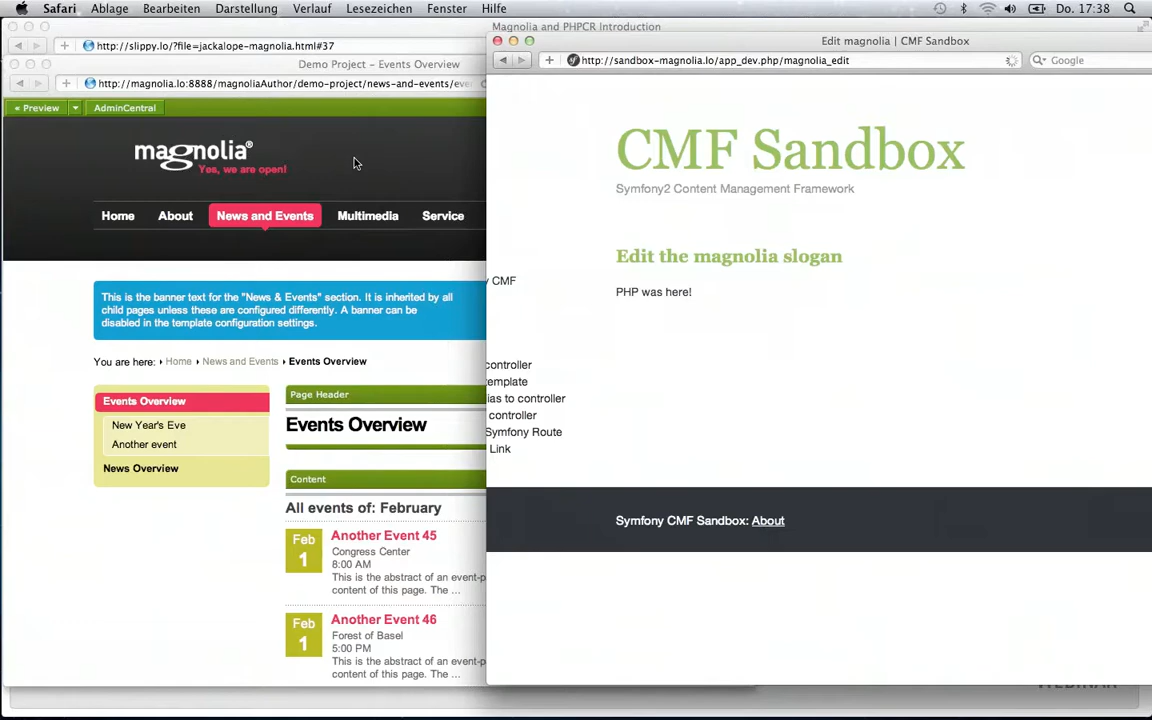 Safari Ablage Bearbeiten Darstellung Verlauf Lesezeichen Fenster Hilfe Do. 17:38
Magnolia and PHPCR Introduction
http://slippy.lo/?file=jackalope-magnolia.html#37
Demo Project – Events Overview
http://magnolia.lo:8888/magnoliaAuthor/demo-project/news-and-events/eve
« Preview AdminCentral
magnolia®
Yes, we are open!
Home About News and Events Multimedia Service
This is the banner text for the "News & Events" section. It is inherited by all
child pages unless these are configured differently. A banner can be
disabled in the template configuration settings.
You are here: Home News and Events Events Overview
Events Overview
New Year's Eve
Another event
News Overview
Page Header
Events Overview
Content
All events of: February
Feb
1
Another Event 45
Congress Center
8:00 AM
This is the abstract of an event-p
content of this page. The ...
Feb
1
Another Event 46
Forest of Basel
5:00 PM
This is the abstract of an event-p
content of this page. The ...
Edit magnolia | CMF Sandbox
http://sandbox-magnolia.lo/app_dev.php/magnolia_edit
Google
CMF Sandbox
Symfony2 Content Management Framework
Edit the magnolia slogan
PHP was here!
y CMF
controller
template
ias to controller
controller
Symfony Route
Link
Symfony CMF Sandbox: About